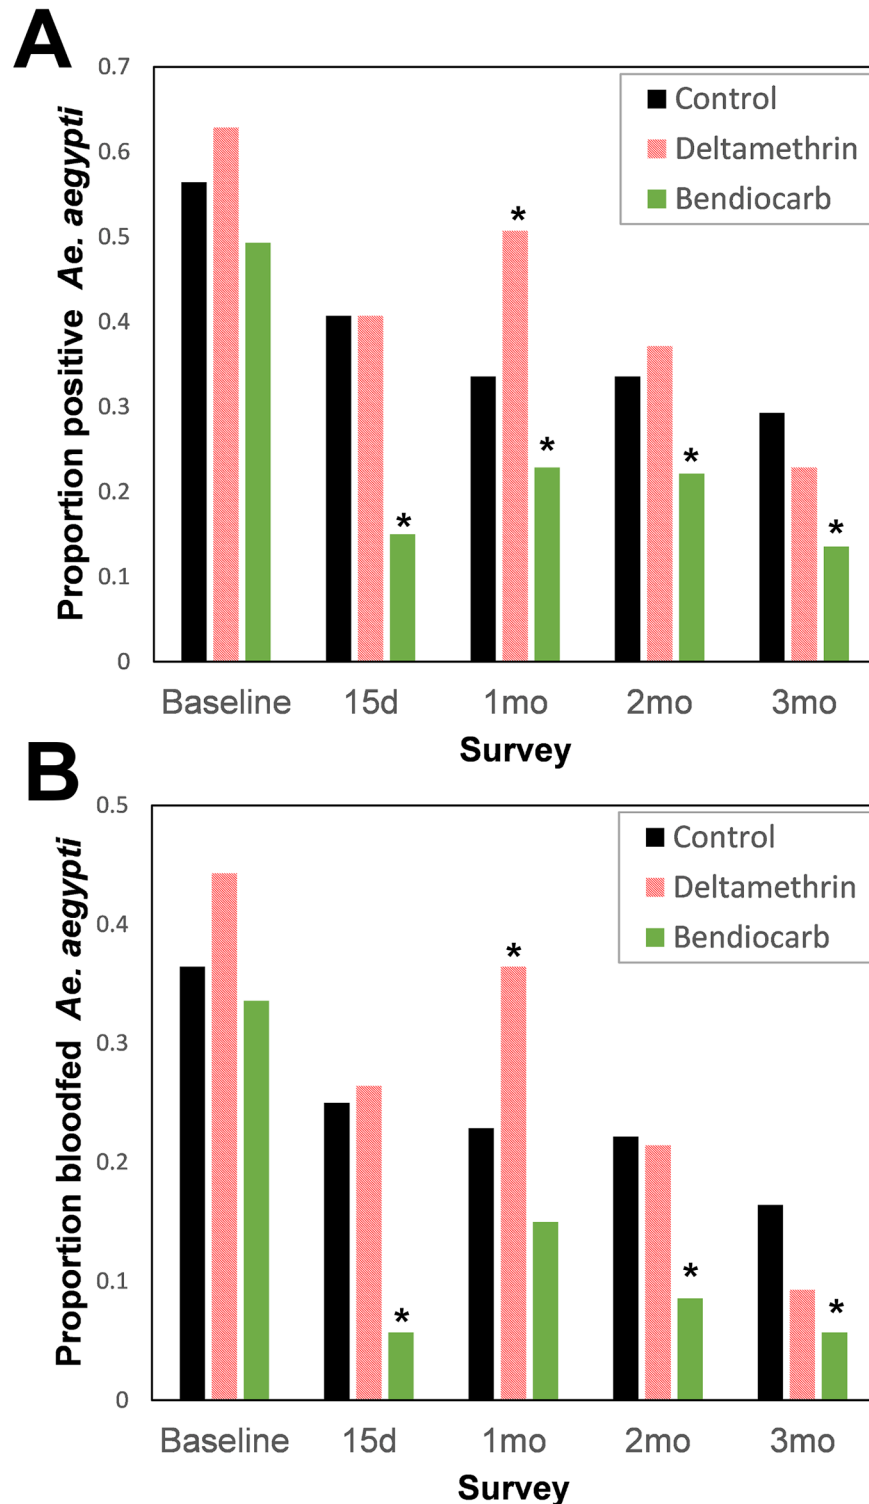 A
0.7
0.6
0.5
0.4
0.3
0.2
0.1
0
Proportion positive Ae. aegypti
Control
Deltamethrin
Bendiocarb
*
*
*
*
*
Baseline 15d 1mo 2mo 3mo
Survey
B
0.5
0.4
0.3
0.2
0.1
0
Proportion bloodfed Ae. aegypti
Control
Deltamethrin
Bendiocarb
*
*
*
*
Baseline 15d 1mo 2mo 3mo
Survey